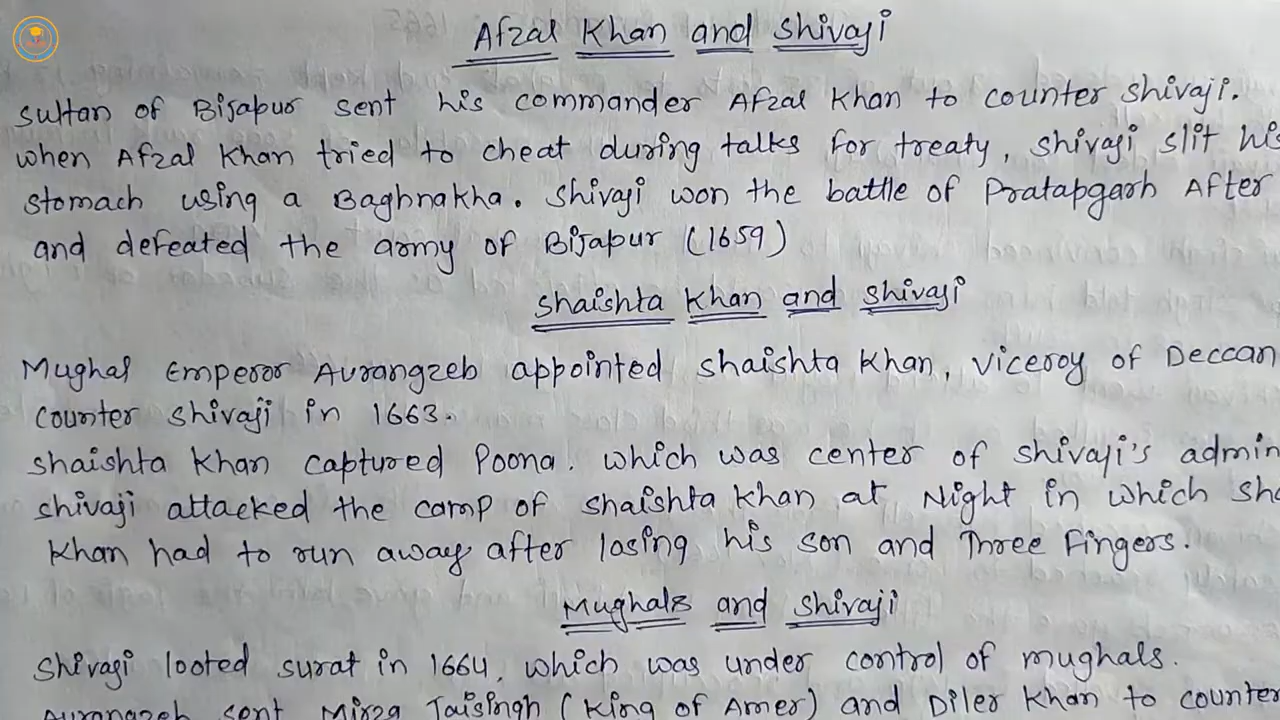 Afzal Khan and Shivaji
Sultan of Bijapur sent his commander Afzal Khan to counter Shivaji.
when Afzal Khan tried to cheat during talks for treaty, Shivaji slit his
stomach using a Baghnakha. Shivaji won the battle of Pratapgarh After
and defeated the army of Bijapur (1659)
Shaishta Khan and Shivaji
Mughal Emperor Aurangzeb appointed Shaishta Khan, viceroy of Deccan
counter Shivaji in 1663.
Shaishta Khan captured Poona. which was center of Shivaji's admin
Shivaji attacked the camp of Shaishta Khan at Night in which Sha
Khan had to run away after losing his son and Three Fingers.
Mughals and Shivaji
Shivaji looted Surat in 1664, which was under control of mughals.
Aurangzeb sent Mirza Jaisingh (King of Amer) and Diler Khan to counter